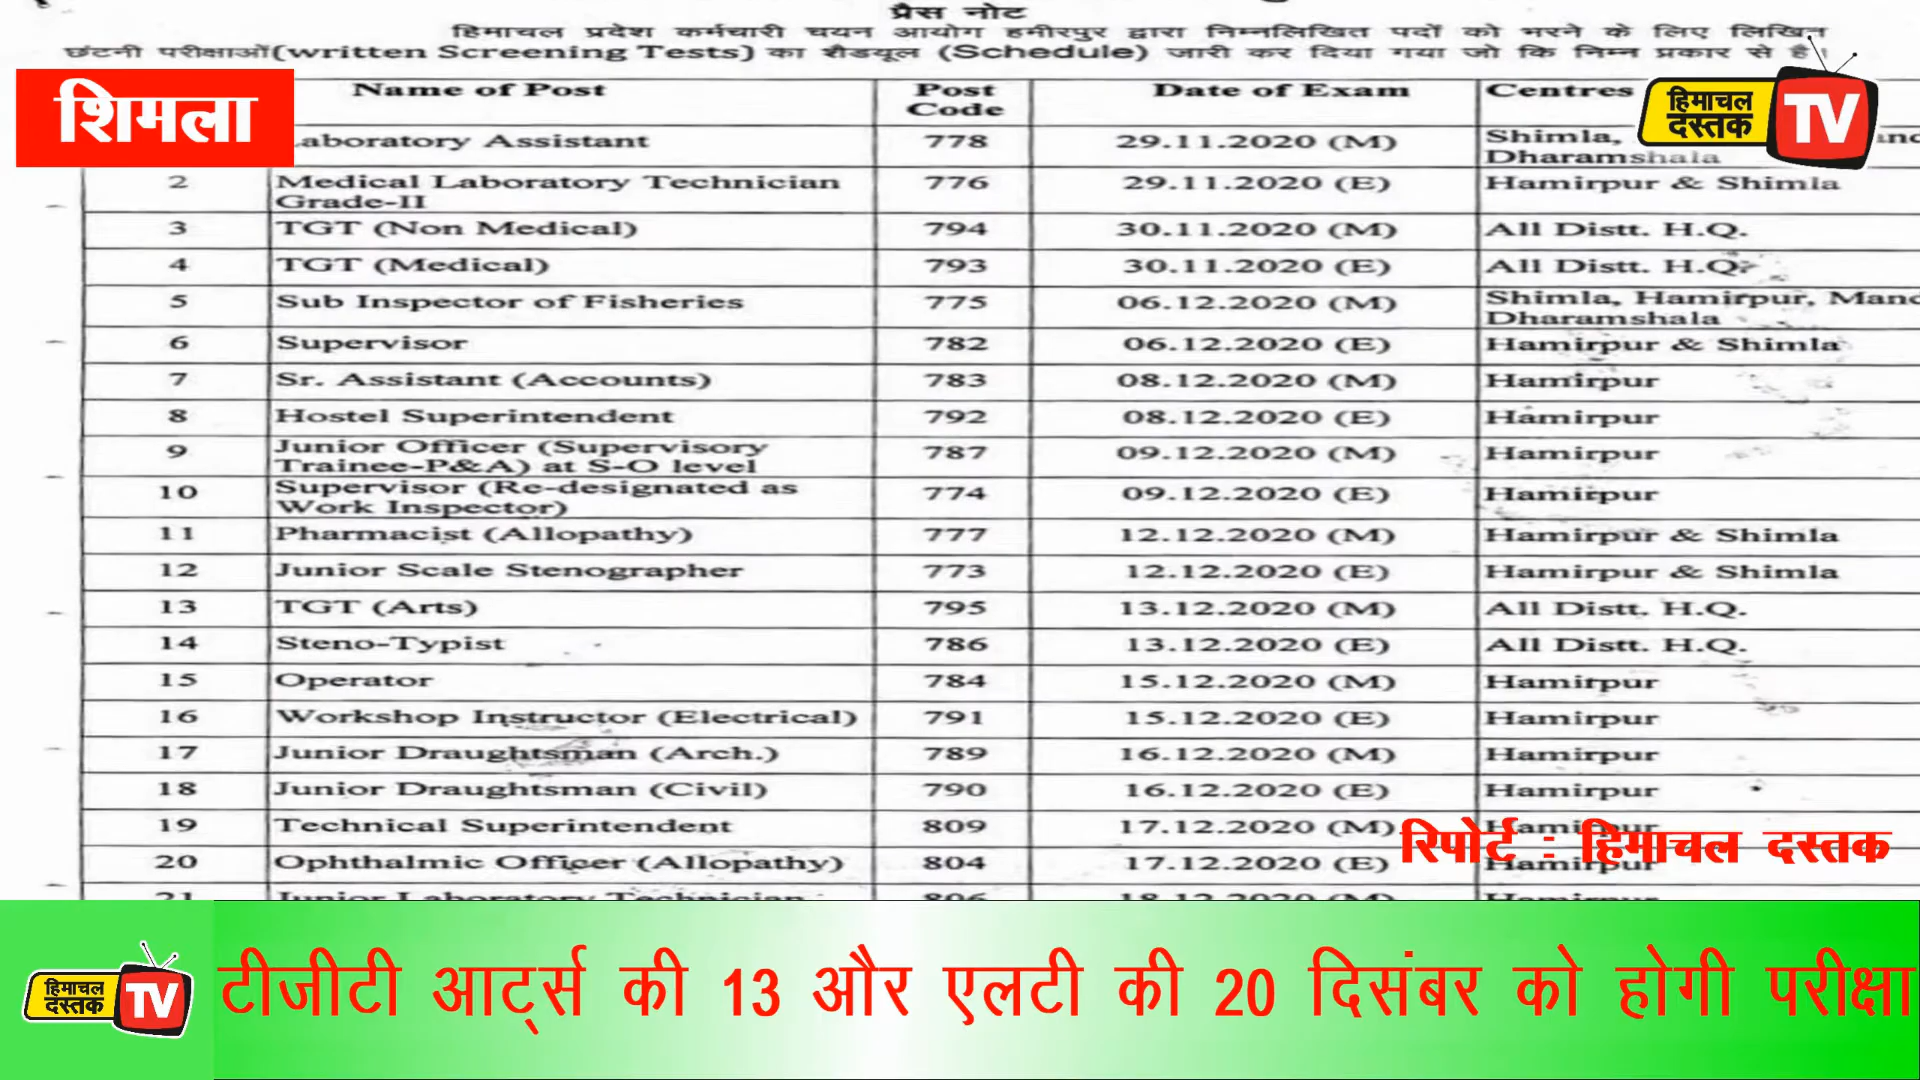 प्रैस नोट
हिमाचल प्रदेश कर्मचारी चयन आयोग हमीरपुर द्वारा निम्नलिखित पदों को भरने के लिए लिखित
छंटनी परीक्षाओं(written Screening Tests) का शैडयूल (Schedule) जारी कर दिया गया जो कि निम्न प्रकार से है।
शिमला
हिमाचल दस्तक TV
Name of Post Post Code Date of Exam Centres
Laboratory Assistant 778 29.11.2020 (M) Shimla, Dharamshala
2 Medical Laboratory Technician Grade-II 776 29.11.2020 (E) Hamirpur & Shimla
3 TGT (Non Medical) 794 30.11.2020 (M) All Distt. H.Q.
4 TGT (Medical) 793 30.11.2020 (E) All Distt. H.Q.
5 Sub Inspector of Fisheries 775 06.12.2020 (M) Shimla, Hamirpur, Dharamshala
6 Supervisor 782 06.12.2020 (E) Hamirpur & Shimla
7 Sr. Assistant (Accounts) 783 08.12.2020 (M) Hamirpur
8 Hostel Superintendent 792 08.12.2020 (E) Hamirpur
9 Junior Officer (Supervisory Trainee-P&A) at S-O level 787 09.12.2020 (M) Hamirpur
10 Supervisor (Re-designated as Work Inspector) 774 09.12.2020 (E) Hamirpur
11 Pharmacist (Allopathy) 777 12.12.2020 (M) Hamirpur & Shimla
12 Junior Scale Stenographer 773 12.12.2020 (E) Hamirpur & Shimla
13 TGT (Arts) 795 13.12.2020 (M) All Distt. H.Q.
14 Steno-Typist 786 13.12.2020 (E) All Distt. H.Q.
15 Operator 784 15.12.2020 (M) Hamirpur
16 Workshop Instructor (Electrical) 791 15.12.2020 (E) Hamirpur
17 Junior Draughtsman (Arch.) 789 16.12.2020 (M) Hamirpur
18 Junior Draughtsman (Civil) 790 16.12.2020 (E) Hamirpur
19 Technical Superintendent 809 17.12.2020 (M) Hamirpur
20 Ophthalmic Officer (Allopathy) 804 17.12.2020 (E) Hamirpur
21 Junior Laboratory Technician 806 18.12.2020 (M) Hamirpur
रिपोर्ट : हिमाचल दस्तक
हिमाचल दस्तक TV
टीजीटी आर्ट्स की 13 और एलटी की 20 दिसंबर को होगी परीक्षा